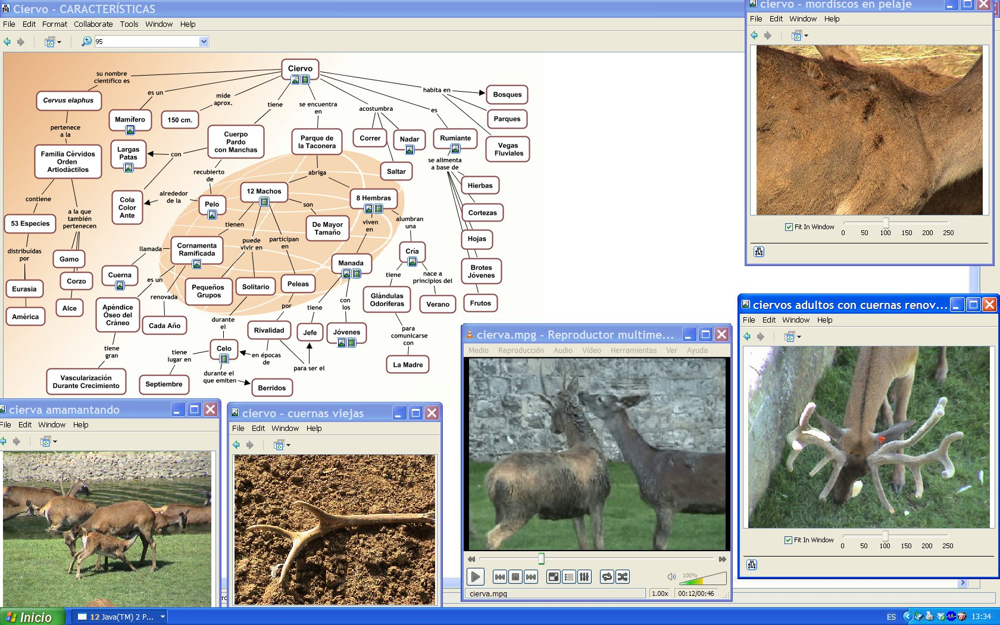 Ciervo - CARACTERÍSTICAS
File Edit Format Collaborate Tools Window Help
95
Ciervo
su nombre
científico es
Cervus elaphus
pertenece
a la
Familia Cérvidos
Orden
Artiodáctilos
contiene
53 Especies
distribuídas
por
Eurasia
América
a la que
también
pertenecen
Gamo
Corzo
Alce
es un
Mamífero
mide
aprox.
150 cm.
tiene
Cuerpo
Pardo
con Manchas
con
Largas
Patas
Cola
Color
Ante
recubierto
de
Pelo
alrededor
de la
se encuentra
en
Parque de
la Taconera
abriga
12 Machos
tienen
Cornamenta
Ramificada
llamada
Cuerna
es un
Apéndice
Óseo del
Cráneo
tiene
gran
Vascularización
Durante Crecimiento
renovada
Cada Año
puede
vivir en
Pequeños
Grupos
Solitario
durante
el
Celo
tiene
lugar en
Septiembre
durante el
que emiten
Berridos
participan
en
Peleas
por
Rivalidad
en épocas
de
para ser el
son
De Mayor
Tamaño
8 Hembras
viven
en
Manada
tiene
Jefe
con
los
Jóvenes
alumbran
una
Cría
tiene
Glándulas
Odoriferas
para
comunicarse
con
La Madre
nace a
principios del
Verano
acostumbra
Correr
Nadar
Saltar
es
Rumiante
se alimenta
a base de
Hierbas
Cortezas
Hojas
Brotes
Jóvenes
Frutos
habita en
Bosques
Parques
Vegas
Fluviales
ciervo - mordiscos en pelaje
File Edit Window Help
Fit In Window
0 50 100 150 200 250
ciervos adultos con cuernas renov...
File Edit Window Help
Fit In Window
0 50 100 150 200 250
cierva.mpg - Reproductor multime...
Medio Reproducción Audio Vídeo Herramientas Ver Ayuda
100%
cierva.mpg
1.00x
00:12/00:46
cierva amamantando
File Edit Window Help
ciervo - cuernas viejas
File Edit Window Help
Inicio
12 Java(TM) 2 P...
ES
13:34